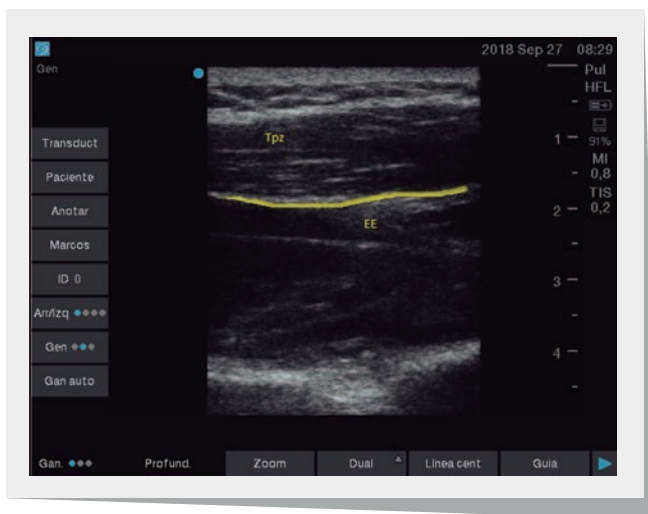 2018 Sep 27 08:29
Gen
Pul
HFL
91%
MI
0,8
TIS
0,2
Transduct
Paciente
Anotar
Marcos
ID 0
Arr/Izq
Gen
Gan auto
Tpz
EE
1
2
3
4
Gan.
Profund.
Zoom
Dual
Línea cent
Guía